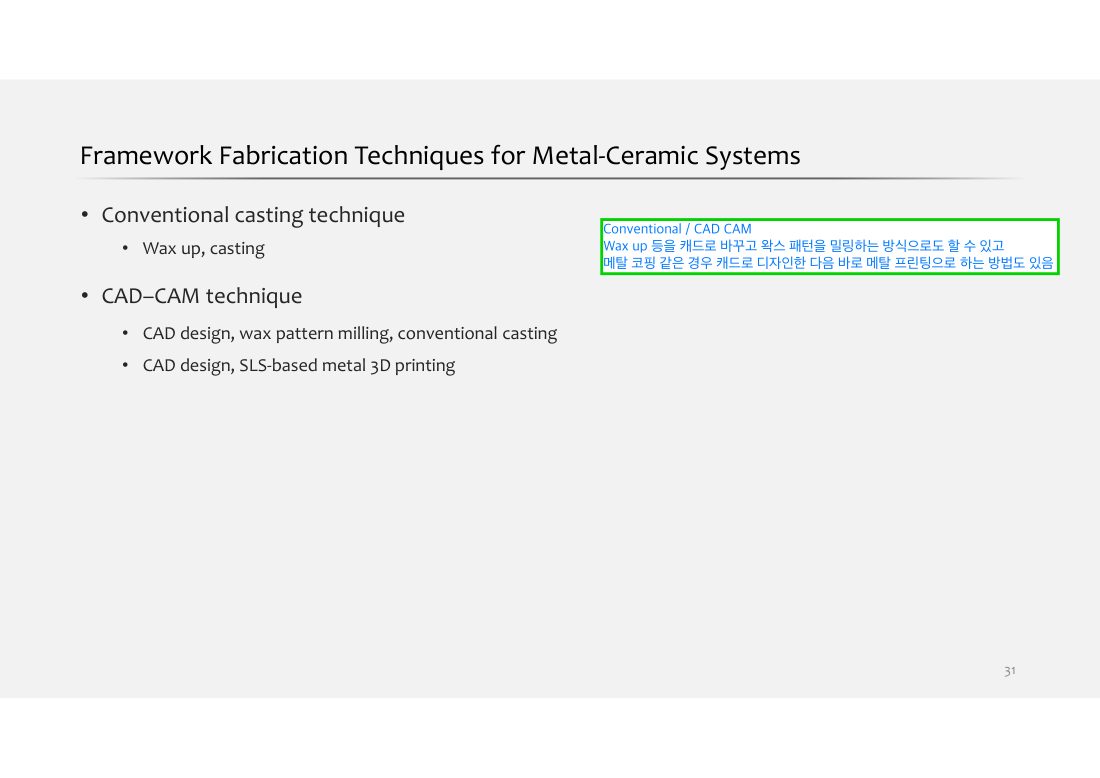 Framework Fabrication Techniques for Metal-Ceramic Systems
• Conventional casting technique
• Wax up, casting
• CAD–CAM technique
• CAD design, wax pattern milling, conventional casting
• CAD design, SLS-based metal 3D printing
Conventional / CAD CAM
Wax up 등을 캐드로 바꾸고 왁스 패턴을 밀링하는 방식으로도 할 수 있고
메탈 코핑 같은 경우 캐드로 디자인한 다음 바로 메탈 프린팅으로 하는 방법도 있음
31